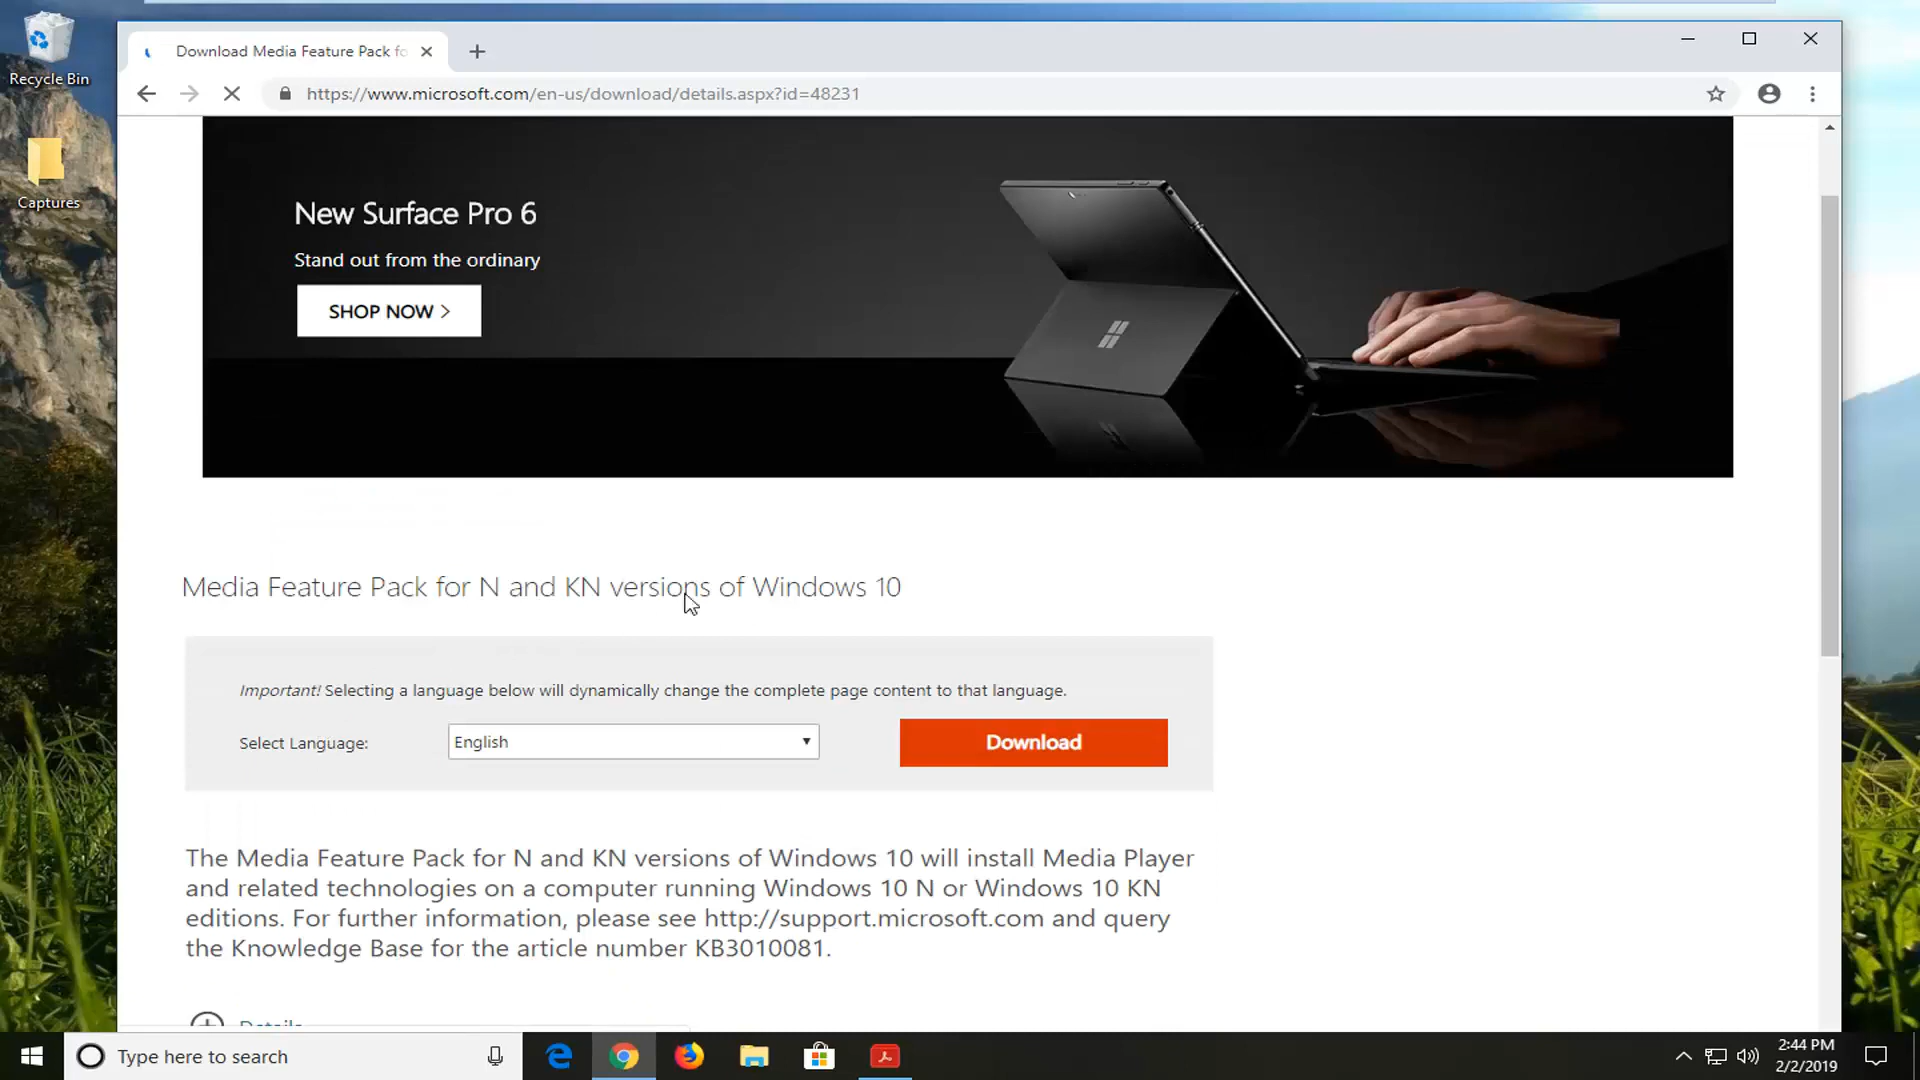 Recycle Bin
Captures
Download Media Feature Pack fo
https://www.microsoft.com/en-us/download/details.aspx?id=48231
New Surface Pro 6
Stand out from the ordinary
SHOP NOW >
Media Feature Pack for N and KN versions of Windows 10
Important! Selecting a language below will dynamically change the complete page content to that language.
Select Language:
English
Download
The Media Feature Pack for N and KN versions of Windows 10 will install Media Player
and related technologies on a computer running Windows 10 N or Windows 10 KN
editions. For further information, please see http://support.microsoft.com and query
the Knowledge Base for the article number KB3010081.
Details
Type here to search
2:44 PM
2/2/2019